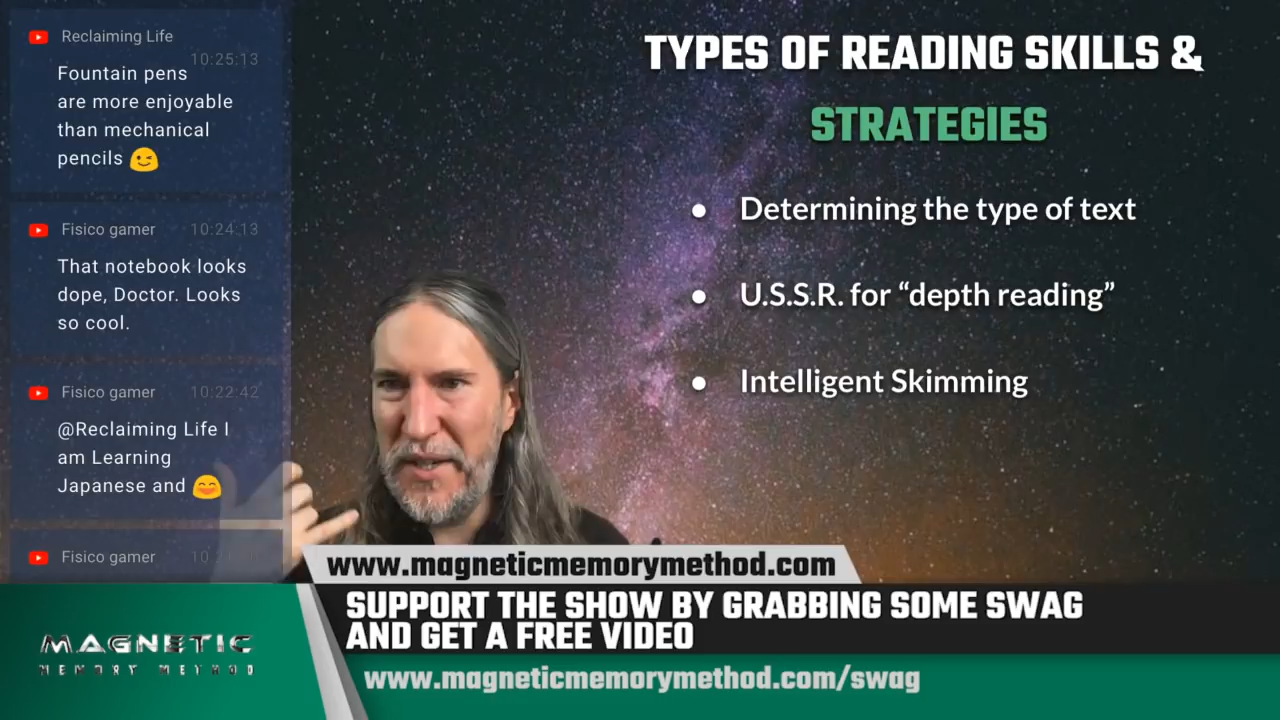 Reclaiming Life
10:25:13
Fountain pens
are more enjoyable
than mechanical
pencils 😉
Fisico gamer 10:24:13
That notebook looks
dope, Doctor. Looks
so cool.
Fisico gamer 10:22:42
@Reclaiming Life I
am Learning
Japanese and 😄
Fisico gamer
TYPES OF READING SKILLS &
STRATEGIES
● Determining the type of text
● U.S.S.R. for “depth reading”
● Intelligent Skimming
www.magneticmemorymethod.com
SUPPORT THE SHOW BY GRABBING SOME SWAG
AND GET A FREE VIDEO
www.magneticmemorymethod.com/swag
MAGNETIC
MEMORY METHOD